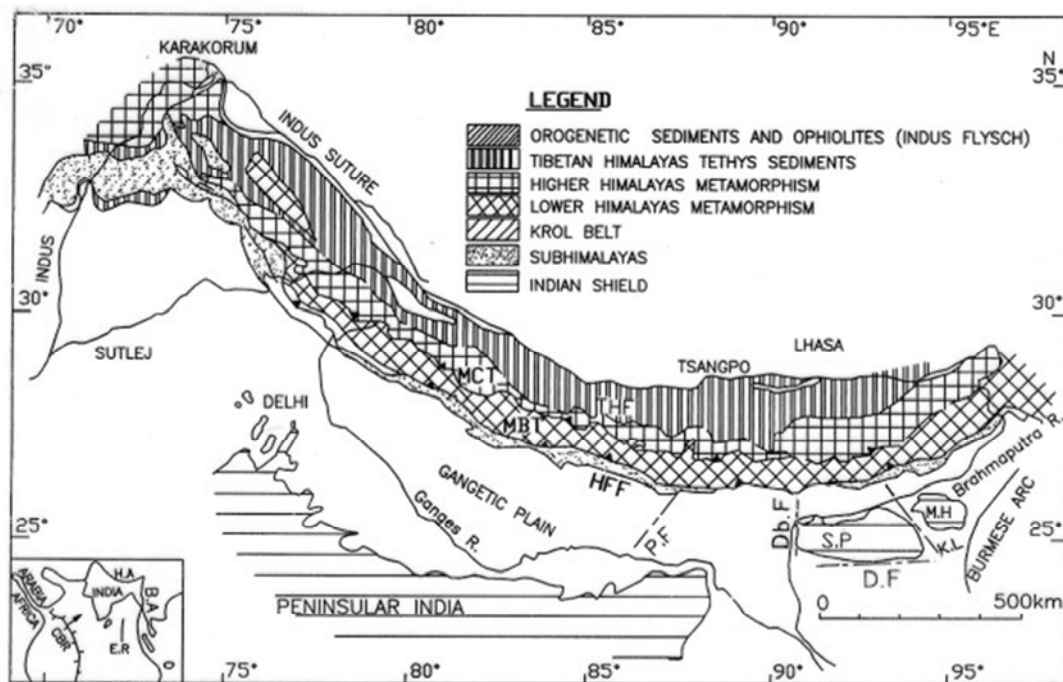 70° 75° 80° 85° 90° 95°E
KARAKORUM
N
35° 35°
LEGEND
OROGENETIC SEDIMENTS AND OPHIOLITES (INDUS FLYSCH)
TIBETAN HIMALAYAS TETHYS SEDIMENTS
HIGHER HIMALAYAS METAMORPHISM
LOWER HIMALAYAS METAMORPHISM
KROL BELT
SUBHIMALAYAS
INDIAN SHIELD
INDUS SUTURE
INDUS
30° 30°
SUTLEJ
LHASA
TSANGPO
MCT
THF
DELHI
MBT
HFF
GANGETIC PLAIN
Ganges R.
P.F
Db.F
Brahmaputra R.
M.H
S.P
K.L
BURMESE ARC
D.F
25° 25°
PENINSULAR INDIA
0 500km
H.A
ARABIA
INDIA
B.A
AFRICA
CBR
E.R
70° 75° 80° 85° 90° 95°